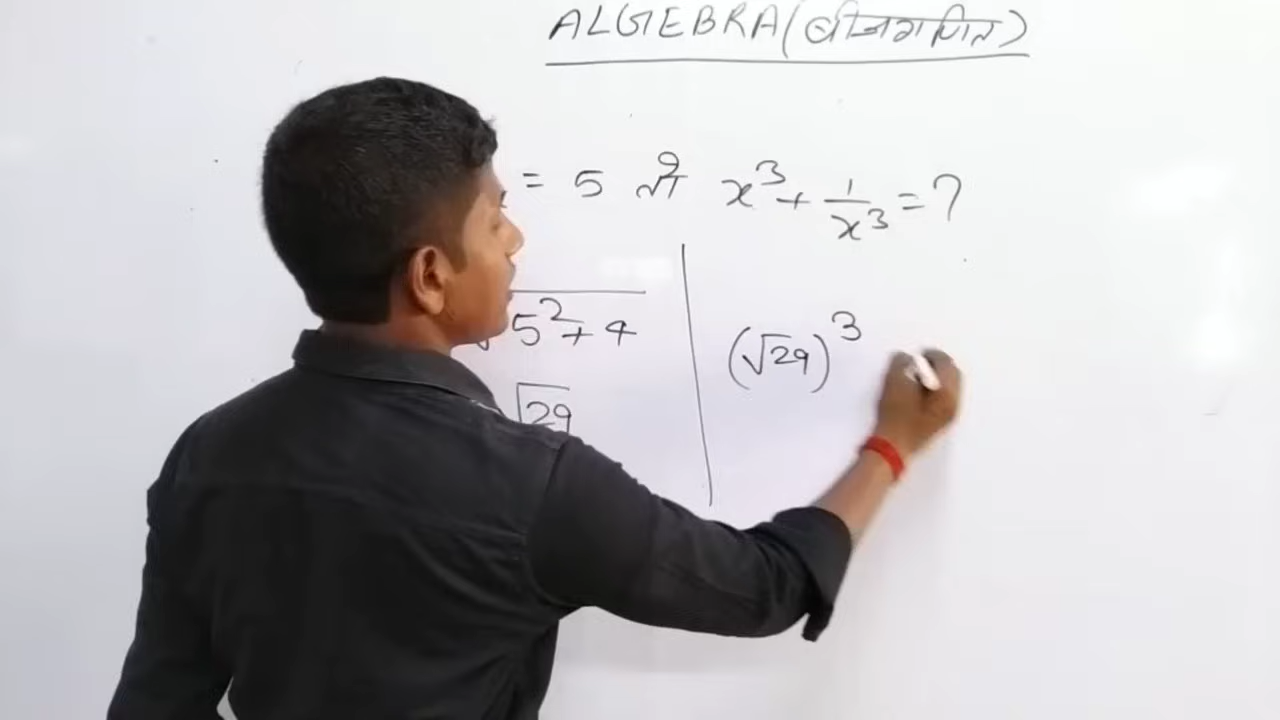 ALGEBRA (बीजगणित)
= 5 तो x³ + 1/x³ = ?
√5² + 4
(√29)³
√29